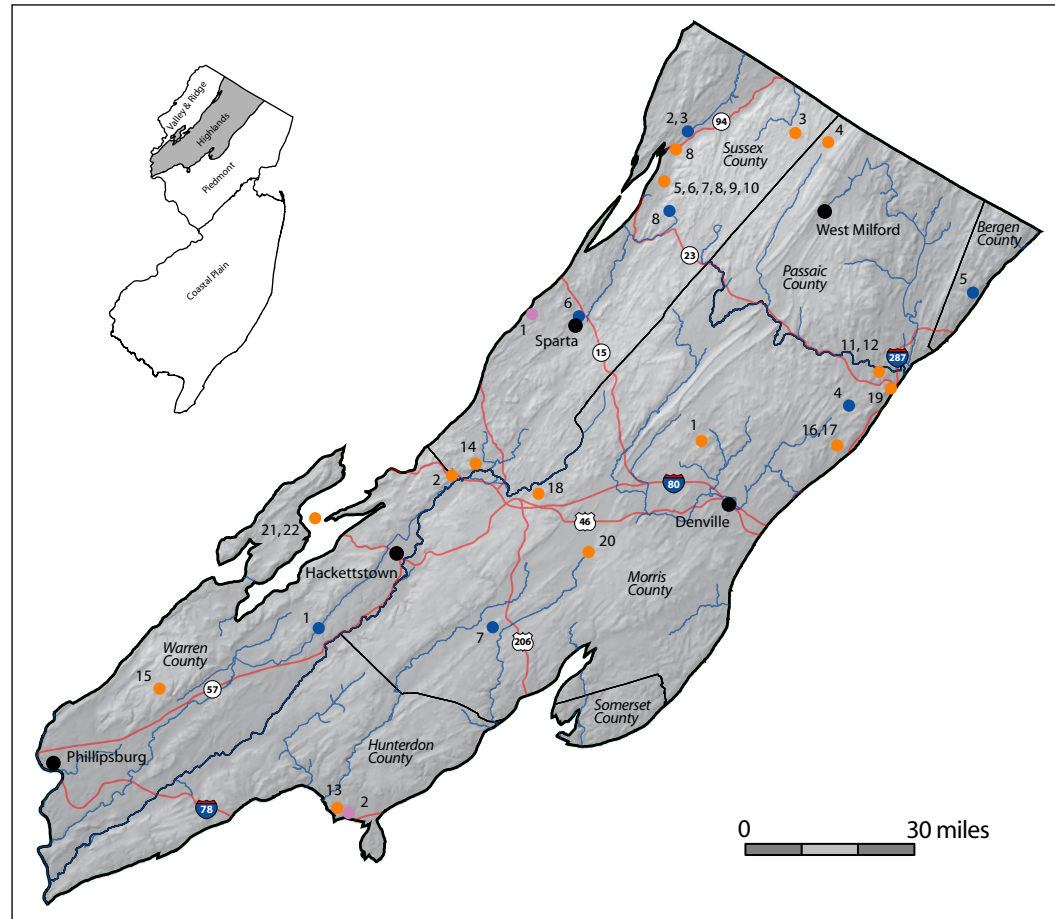 Valley & Ridge
Highlands
Piedmont
Coastal Plain
94
2, 3
3
4
8
Sussex
County
5, 6, 7, 8, 9, 10
8
West Milford
Bergen
County
23
Passaic
County
5
6
1
Sparta
15
11, 12
287
19
4
1
16,17
14
2
18
80
Denville
46
21, 22
20
Hackettstown
Morris
County
1
7
206
Warren
County
15
57
Somerset
County
Hunterdon
County
Phillipsburg
13
2
78
0
30 miles